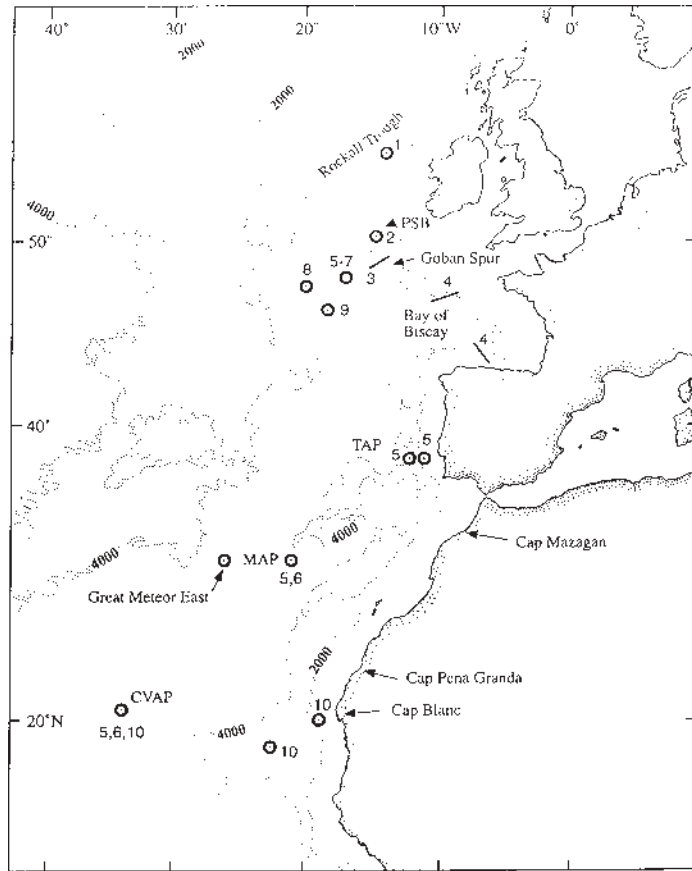 40° 30° 20° 10°W 0°
2000
2000
Rockall Trough
1
4000
PSB
2
50°
5-7
Goban Spur
8
3
4
9
Bay of
Biscay
4
40°
TAP
5
5
4000
4000
MAP
Cap Mazagan
5,6
Great Meteor East
2000
Cap Pena Granda
CVAP
10
Cap Blanc
20°N
5,6,10
4000
10